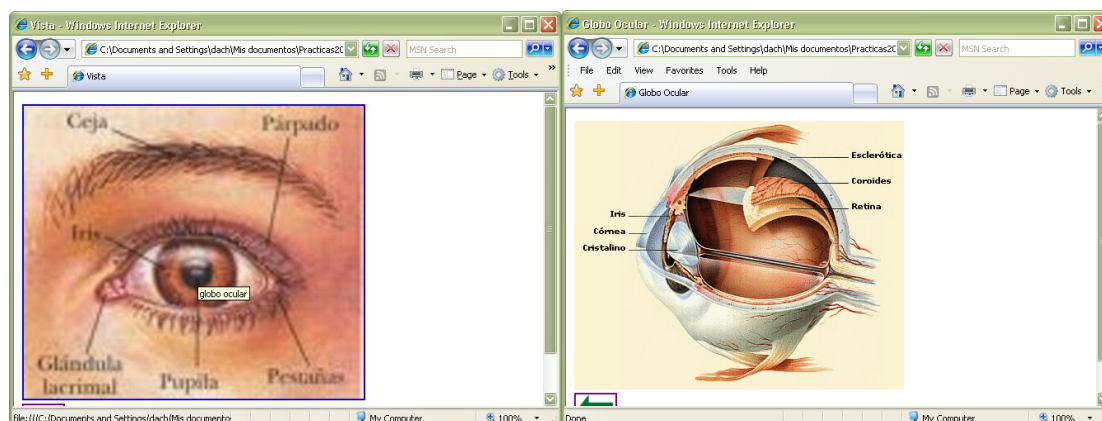 Vista - Windows Internet Explorer
C:\Documents and Settings\dach\Mis documentos\Practicas20
MSN Search
Vista
Page
Tools
»
Ceja
Párpado
Iris
globo ocular
Glándula
lacrimal
Pupila
Pestañas
file:///C:/Documents and Settings/dach/Mis documento
My Computer
100%
Globo Ocular - Windows Internet Explorer
C:\Documents and Settings\dach\Mis documentos\Practicas20
MSN Search
File Edit View Favorites Tools Help
Globo Ocular
Page
Tools
Esclerótica
Coroides
Retina
Iris
Córnea
Cristalino
Done
My Computer
100%